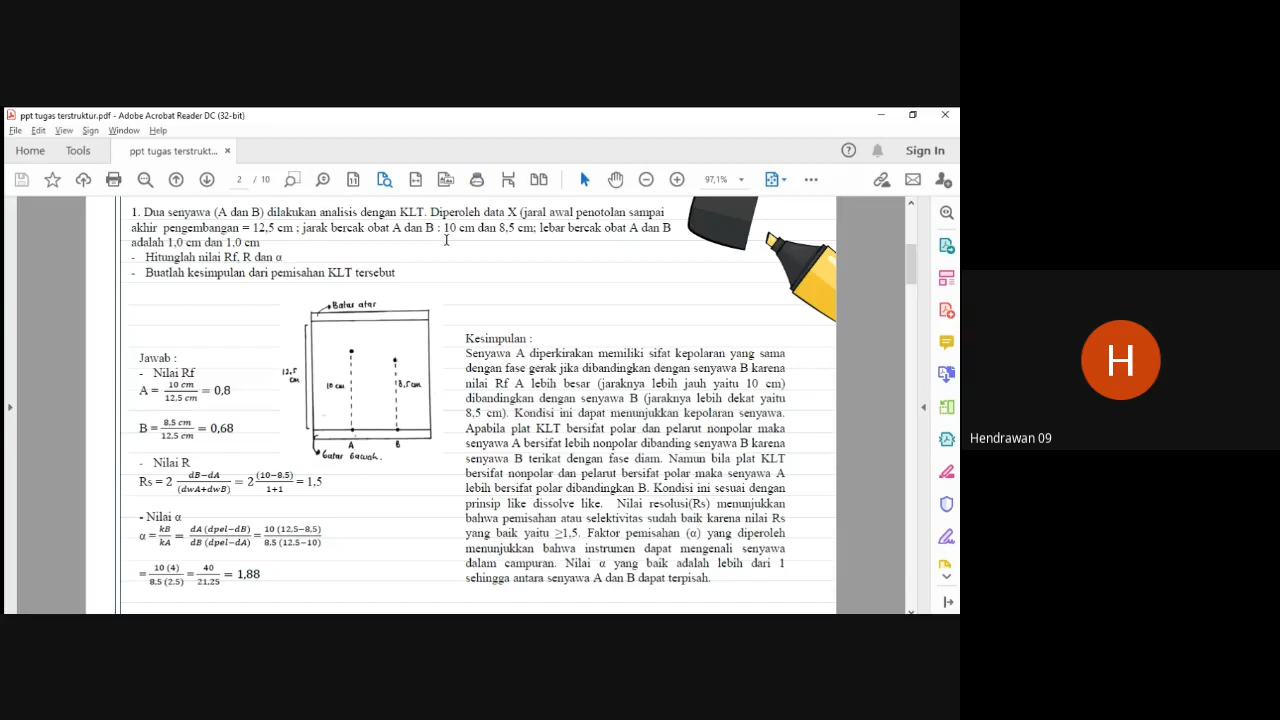 ppt tugas terstruktur.pdf - Adobe Acrobat Reader DC (32-bit)
File Edit View Sign Window Help
Home Tools ppt tugas terstrukt... × Sign In
2 / 10 97,1%
1. Dua senyawa (A dan B) dilakukan analisis dengan KLT. Diperoleh data X (jaral awal penotolan sampai
akhir pengembangan = 12,5 cm ; jarak bercak obat A dan B : 10 cm dan 8,5 cm; lebar bercak obat A dan B
adalah 1,0 cm dan 1,0 cm
- Hitunglah nilai Rf, R dan α
- Buatlah kesimpulan dari pemisahan KLT tersebut
Batas atas
12,5 cm
10 cm
8,5 cm
A B
Batas bawah.
Jawab :
- Nilai Rf
A = 10 cm / 12.5 cm = 0,8
B = 8.5 cm / 12,5 cm = 0,68
- Nilai R
Rs = 2 dB−dA / (dwA+dwB) = 2 (10−8.5) / 1+1 = 1,5
- Nilai α
α = kB / kA = dA (dpel−dB) / dB (dpel−dA) = 10 (12,5−8,5) / 8.5 (12.5−10)
= 10 (4) / 8.5 (2.5) = 40 / 21.25 = 1,88
Kesimpulan :
Senyawa A diperkirakan memiliki sifat kepolaran yang sama
dengan fase gerak jika dibandingkan dengan senyawa B karena
nilai Rf A lebih besar (jaraknya lebih jauh yaitu 10 cm)
dibandingkan dengan senyawa B (jaraknya lebih dekat yaitu
8,5 cm). Kondisi ini dapat menunjukkan kepolaran senyawa.
Apabila plat KLT bersifat polar dan pelarut nonpolar maka
senyawa A bersifat lebih nonpolar dibanding senyawa B karena
senyawa B terikat dengan fase diam. Namun bila plat KLT
bersifat nonpolar dan pelarut bersifat polar maka senyawa A
lebih bersifat polar dibandingkan B. Kondisi ini sesuai dengan
prinsip like dissolve like. Nilai resolusi(Rs) menunjukkan
bahwa pemisahan atau selektivitas sudah baik karena nilai Rs
yang baik yaitu ≥1,5. Faktor pemisahan (α) yang diperoleh
menunjukkan bahwa instrumen dapat mengenali senyawa
dalam campuran. Nilai α yang baik adalah lebih dari 1
sehingga antara senyawa A dan B dapat terpisah.
H
Hendrawan 09